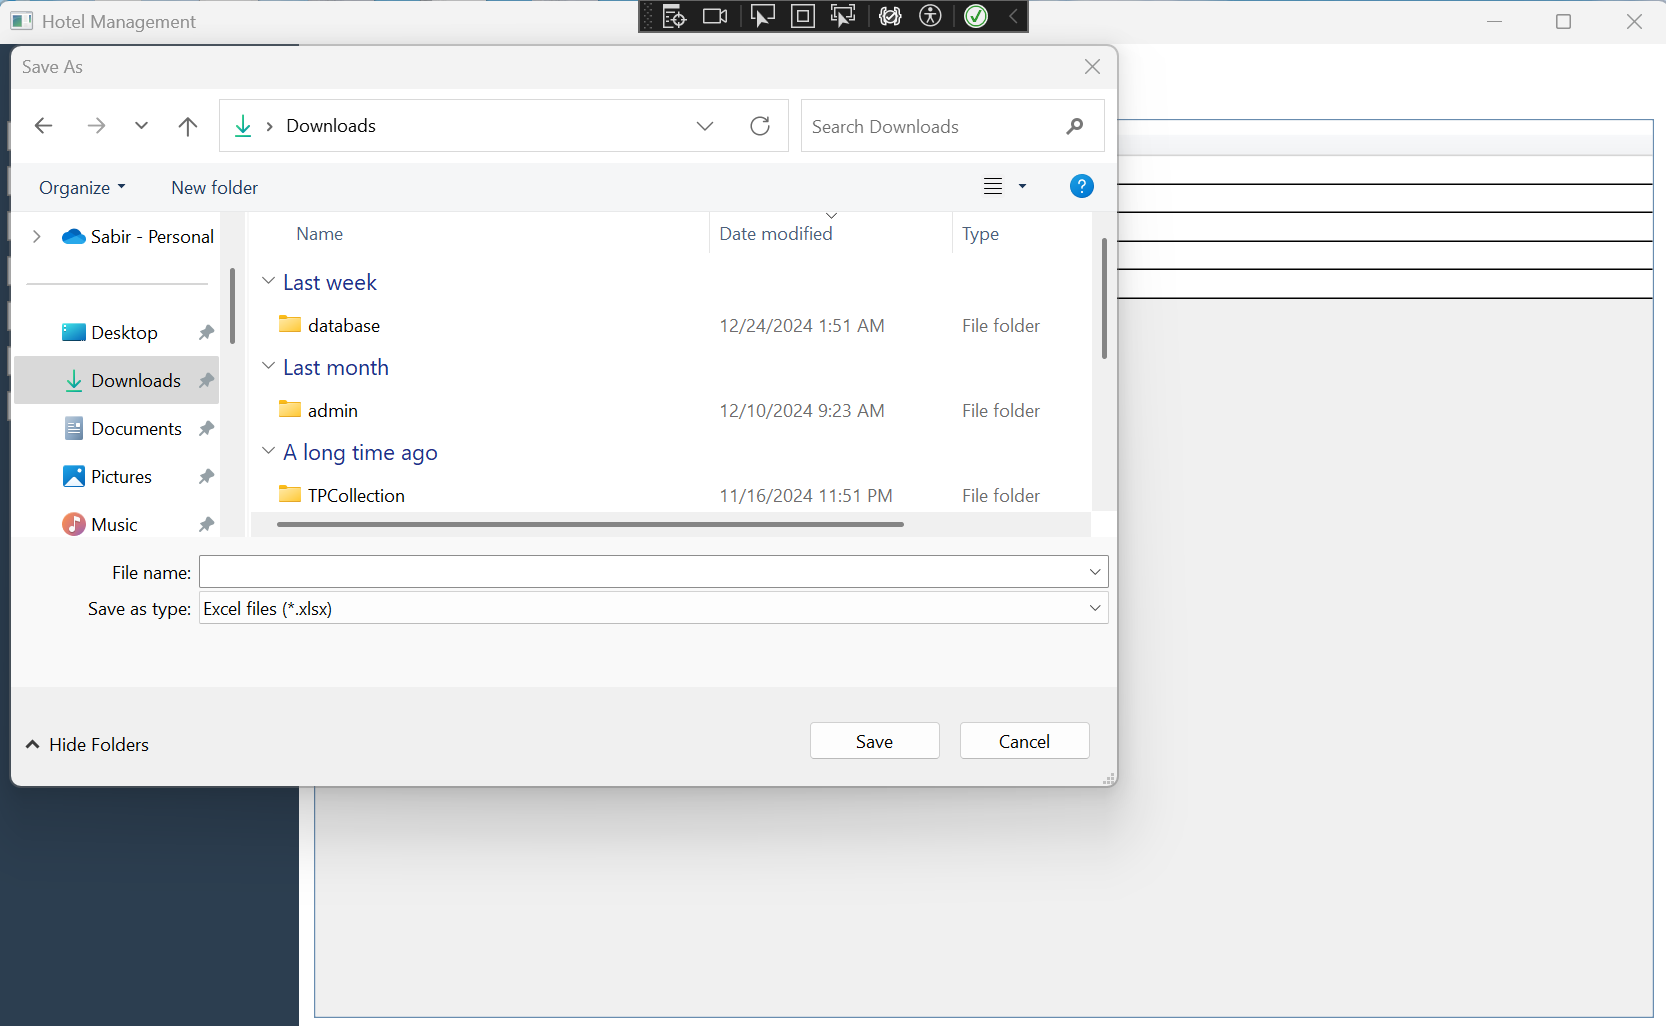 Hotel Management
Save As
Downloads
Search Downloads
Organize
New folder
?
Sabir - Personal
Desktop
Downloads
Documents
Pictures
Music
Name
Date modified
Type
Last week
database
12/24/2024 1:51 AM
File folder
Last month
admin
12/10/2024 9:23 AM
File folder
A long time ago
TPCollection
11/16/2024 11:51 PM
File folder
File name:
Save as type:
Excel files (*.xlsx)
Hide Folders
Save
Cancel